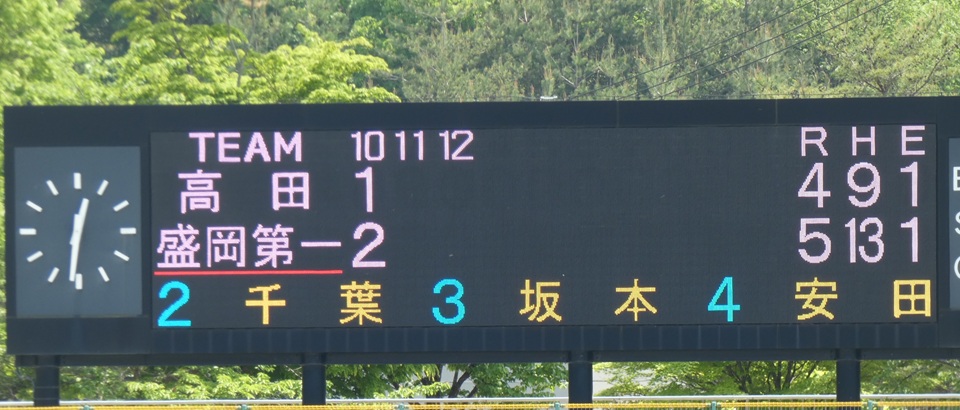 TEAM 10 11 12 R H E
高田 1 4 9 1
盛岡第一 2 5 13 1
2 千葉 3 坂本 4 安田